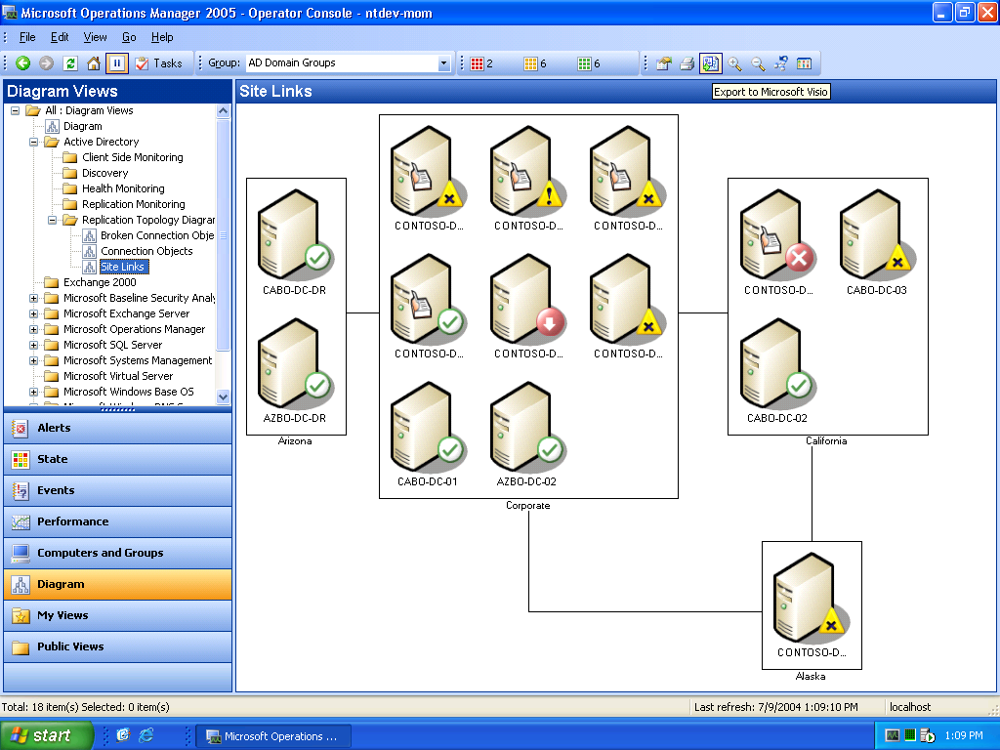 Microsoft Operations Manager 2005 - Operator Console - ntdev-mom
File Edit View Go Help
Tasks Group: AD Domain Groups 2 6 6
Export to Microsoft Visio
Diagram Views
All : Diagram Views
Diagram
Active Directory
Client Side Monitoring
Discovery
Health Monitoring
Replication Monitoring
Replication Topology Diagrar
Broken Connection Obje
Connection Objects
Site Links
Exchange 2000
Microsoft Baseline Security Analy
Microsoft Exchange Server
Microsoft Operations Manager
Microsoft SQL Server
Microsoft Systems Management
Microsoft Virtual Server
Microsoft Windows Base OS
Alerts
State
Events
Performance
Computers and Groups
Diagram
My Views
Public Views
Site Links
CABO-DC-DR
AZBO-DC-DR
Arizona
CONTOSO-D... CONTOSO-D... CONTOSO-D...
CONTOSO-D... CONTOSO-D... CONTOSO-D...
CABO-DC-01 AZBO-DC-02
Corporate
CONTOSO-D... CABO-DC-03
CABO-DC-02
California
CONTOSO-D...
Alaska
Total: 18 item(s) Selected: 0 item(s)
Last refresh: 7/9/2004 1:09:10 PM
localhost
start
Microsoft Operations ...
1:09 PM